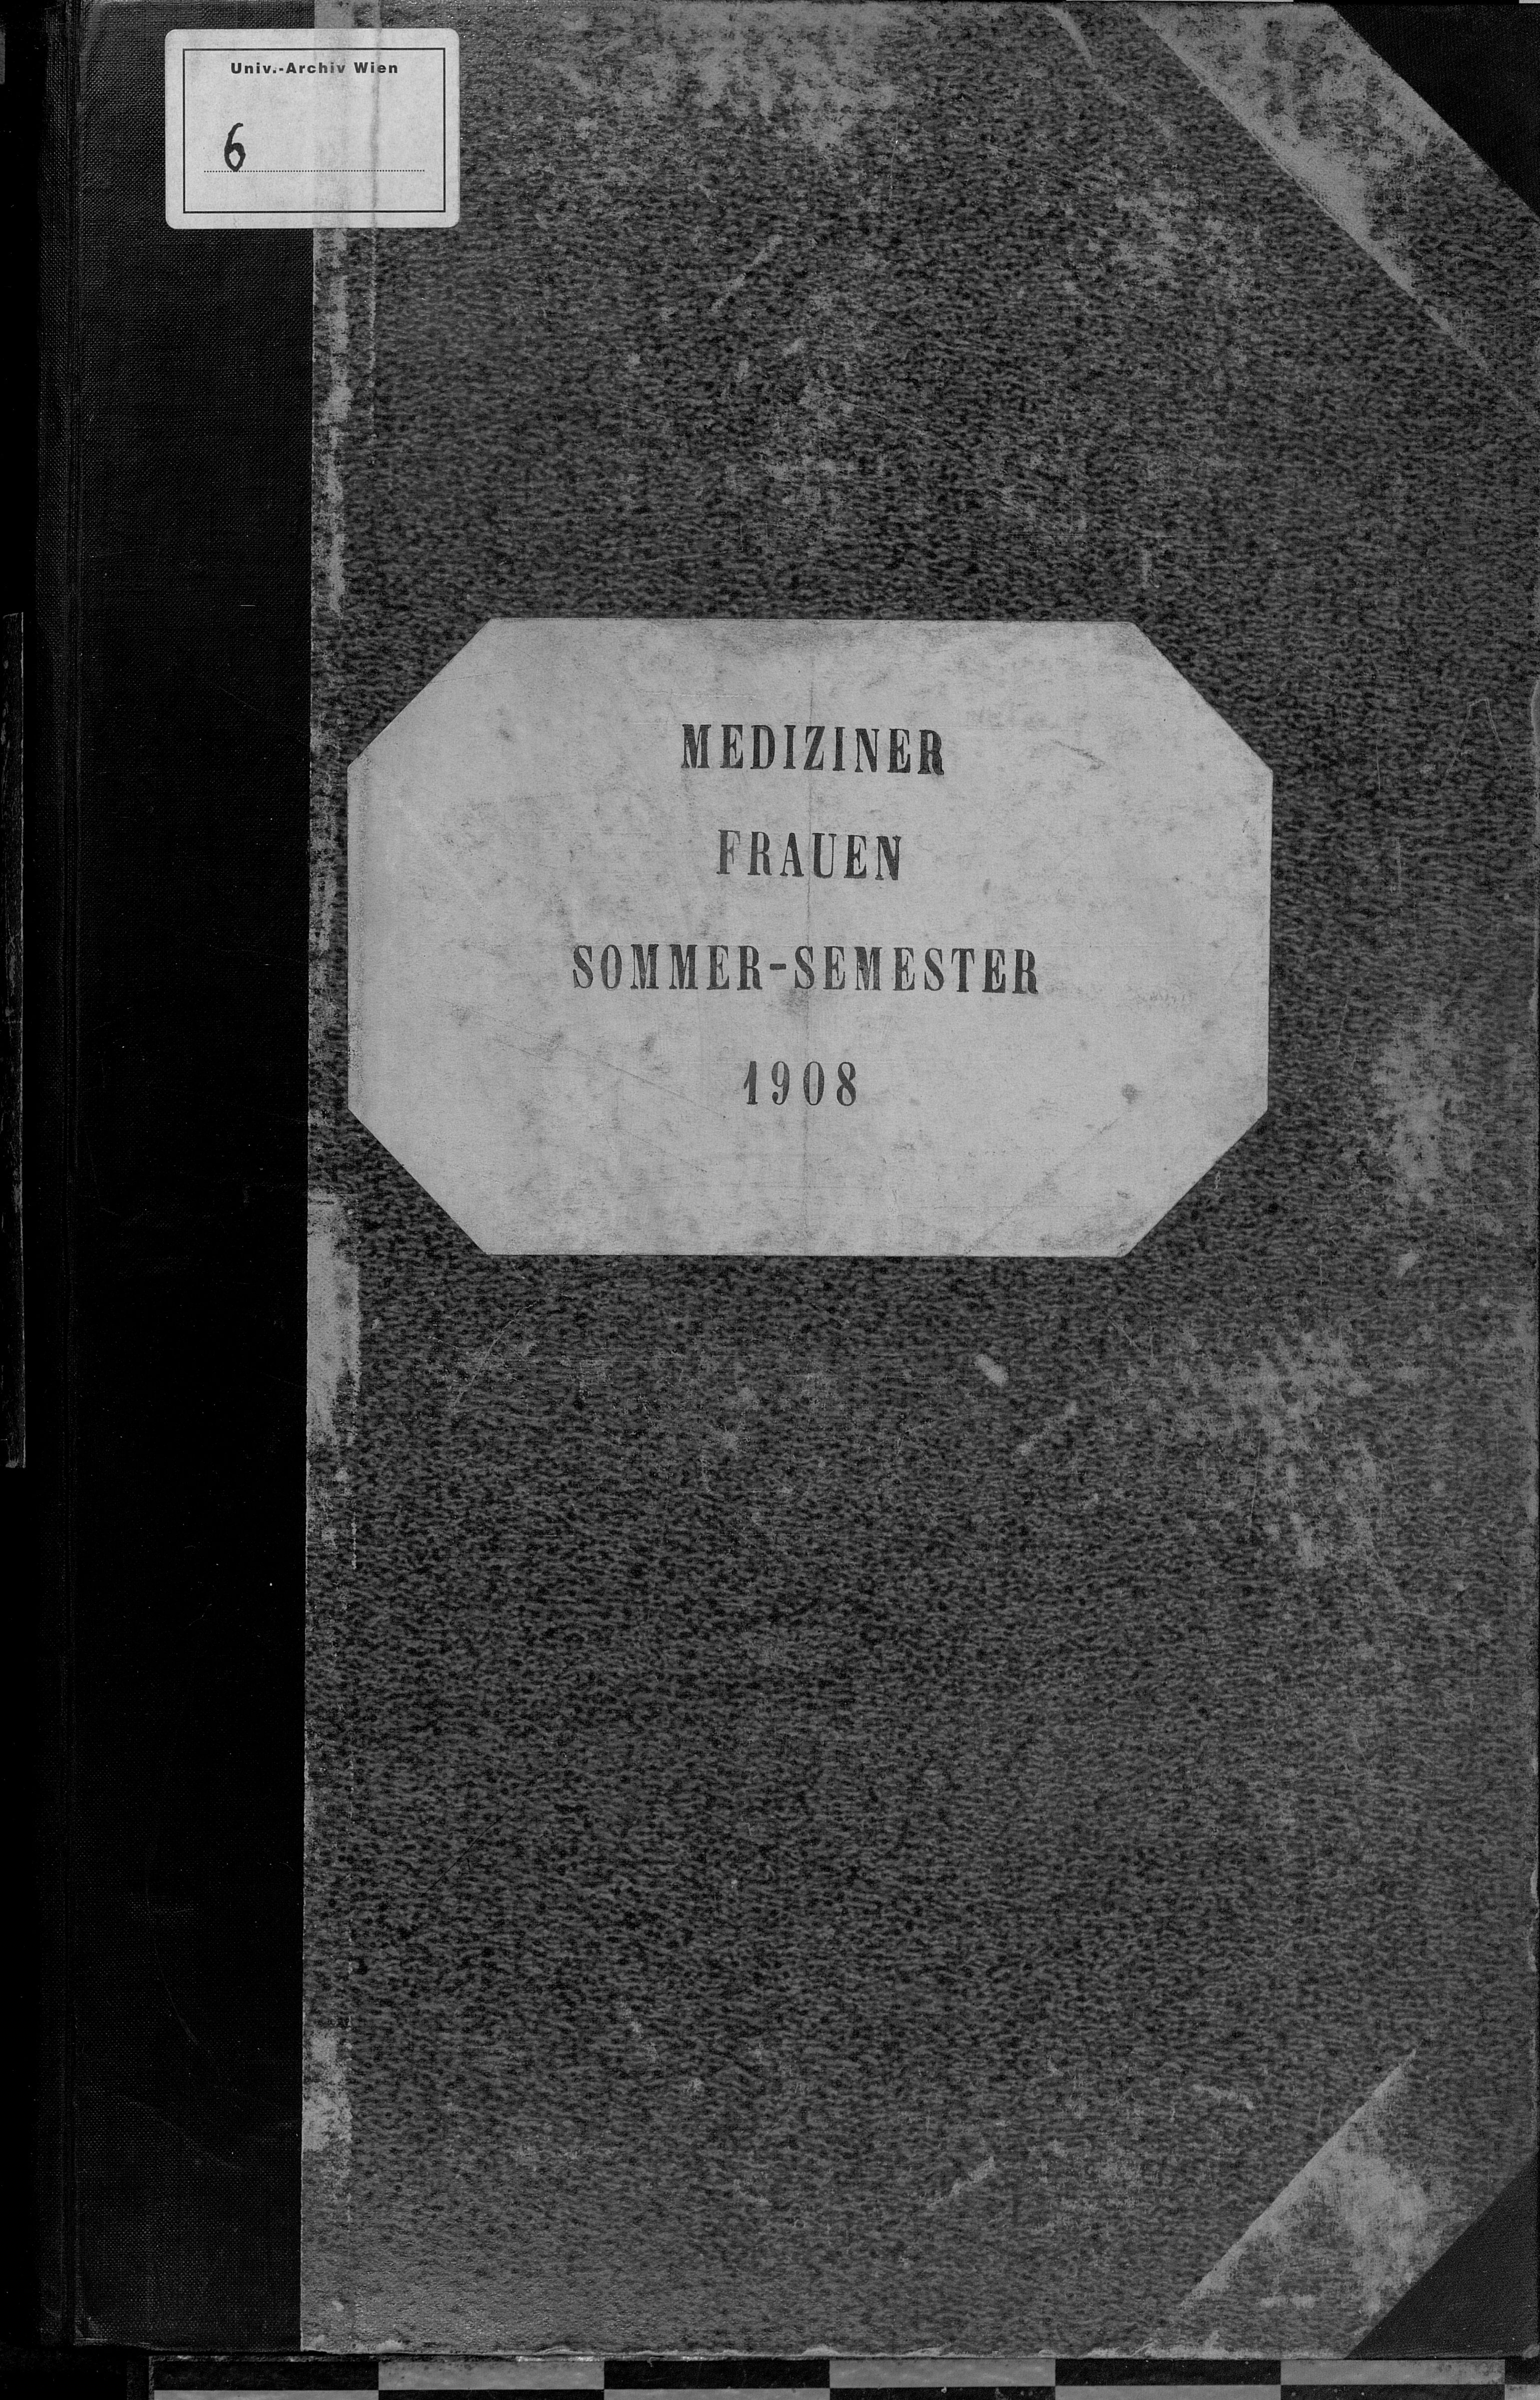 Univ.-Archiv Wien
6
MEDIZINER
FRAUEN
SOMMER-SEMESTER
1908